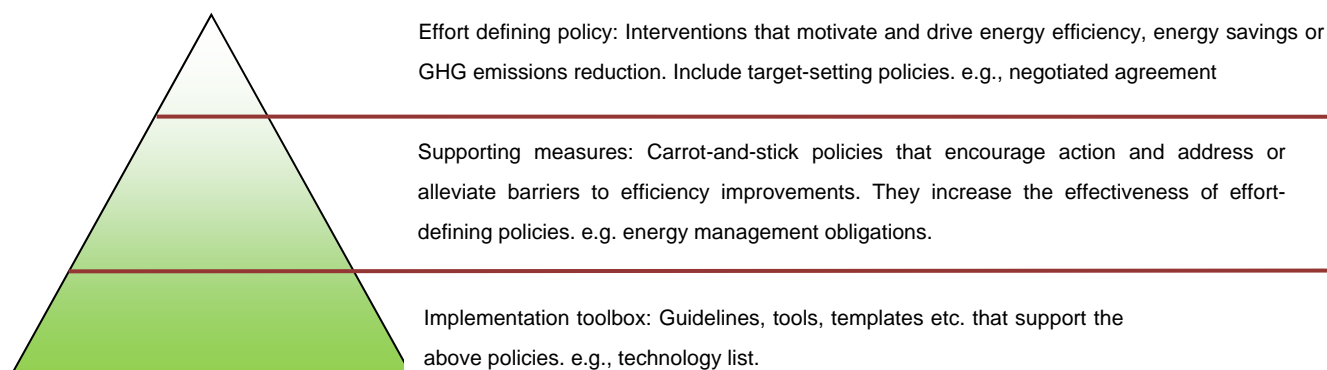 Effort defining policy: Interventions that motivate and drive energy efficiency, energy savings or
GHG emissions reduction. Include target-setting policies. e.g., negotiated agreement
Supporting measures: Carrot-and-stick policies that encourage action and address or
alleviate barriers to efficiency improvements. They increase the effectiveness of effort-
defining policies. e.g. energy management obligations.
Implementation toolbox: Guidelines, tools, templates etc. that support the
above policies. e.g., technology list.